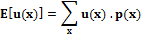 E[u(x)] = ∑ u(x) . p(x)
x